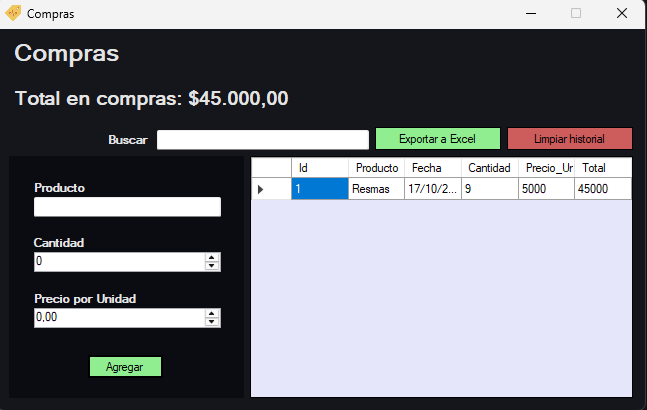 Compras
Compras
Total en compras: $45.000,00
Buscar
Exportar a Excel
Limpiar historial
Producto
Cantidad
0
Precio por Unidad
0,00
Agregar
Id Producto Fecha Cantidad Precio_Ur Total
1 Resmas 17/10/2... 9 5000 45000